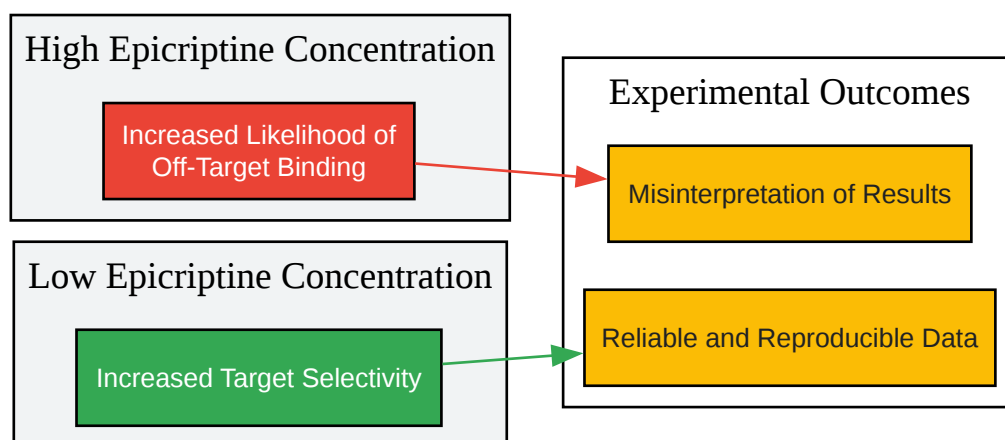 High Epicriptine Concentration
Increased Likelihood of
Off-Target Binding
Low Epicriptine Concentration
Increased Target Selectivity
Experimental Outcomes
Misinterpretation of Results
Reliable and Reproducible Data